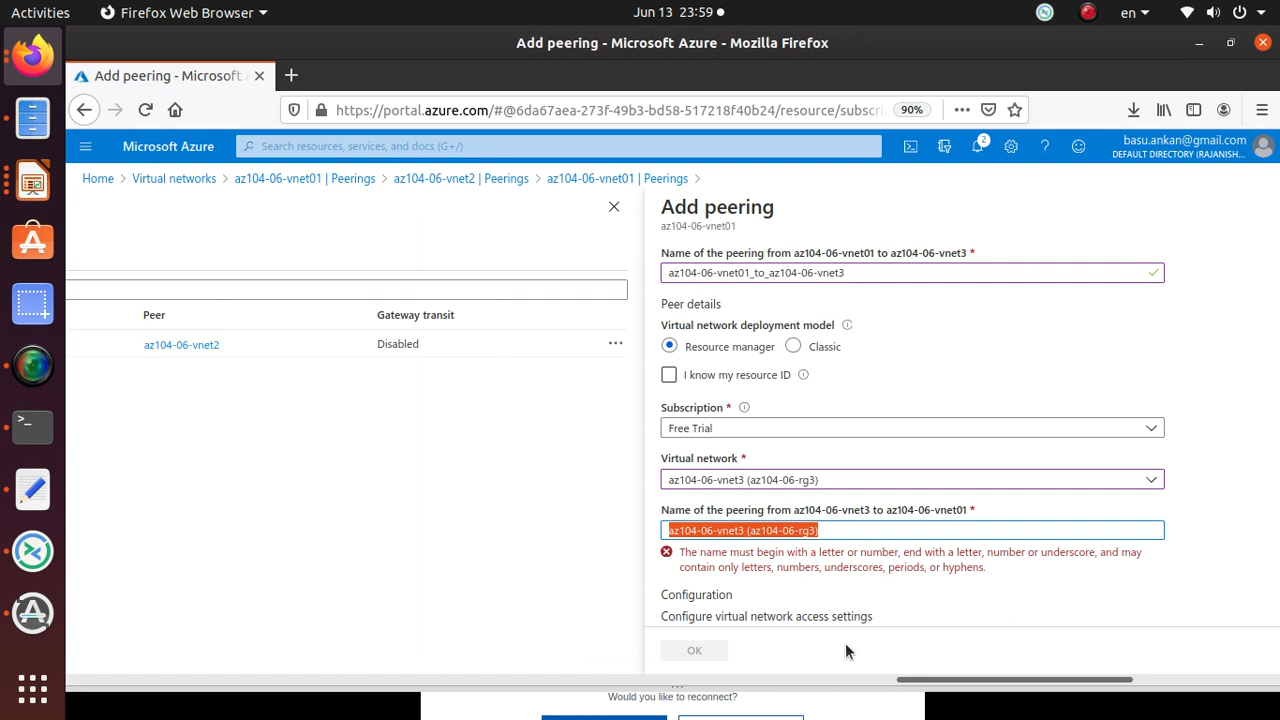 Activities
Firefox Web Browser
Jun 13 23:59
en
Add peering - Microsoft Azure - Mozilla Firefox
Add peering - Microsoft
https://portal.azure.com/#@6da67aea-273f-49b3-bd58-517218f40b24/resource/subscri
90%
Microsoft Azure
Search resources, services, and docs (G+/)
2
basu.ankan@gmail.com
DEFAULT DIRECTORY (RAJANISH...
Home > Virtual networks > az104-06-vnet01 | Peerings > az104-06-vnet2 | Peerings > az104-06-vnet01 | Peerings >
Peer
Gateway transit
az104-06-vnet2
Disabled
Add peering
az104-06-vnet01
Name of the peering from az104-06-vnet01 to az104-06-vnet3 *
az104-06-vnet01_to_az104-06-vnet3
Peer details
Virtual network deployment model
Resource manager
Classic
I know my resource ID
Subscription *
Free Trial
Virtual network *
az104-06-vnet3 (az104-06-rg3)
Name of the peering from az104-06-vnet3 to az104-06-vnet01 *
az104-06-vnet3 (az104-06-rg3)
The name must begin with a letter or number, end with a letter, number or underscore, and may
contain only letters, numbers, underscores, periods, or hyphens.
Configuration
Configure virtual network access settings
OK
Would you like to reconnect?